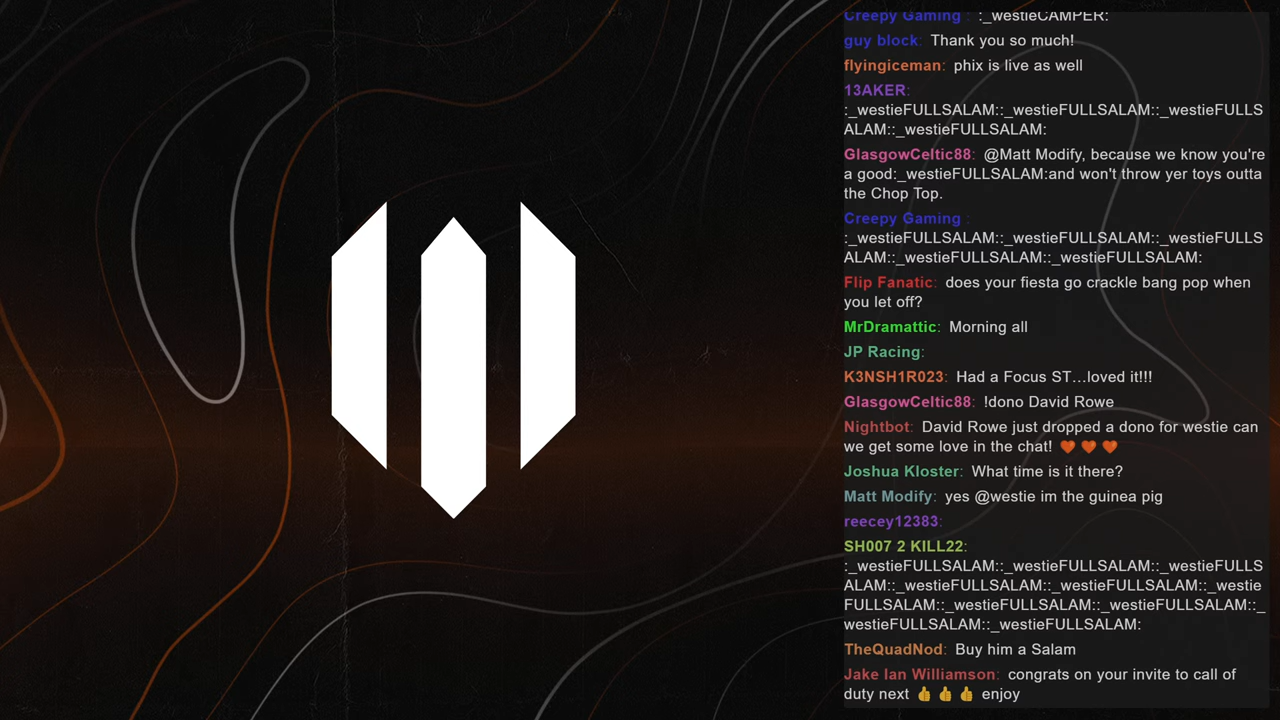 Creepy Gaming : :_westieCAMPER:
guy block: Thank you so much!
flyingiceman: phix is live as well
13AKER:
:_westieFULLSALAM::_westieFULLSALAM::_westieFULLS
ALAM::_westieFULLSALAM:
GlasgowCeltic88: @Matt Modify, because we know you're
a good:_westieFULLSALAM:and won't throw yer toys outta
the Chop Top.
Creepy Gaming :
:_westieFULLSALAM::_westieFULLSALAM::_westieFULLS
ALAM::_westieFULLSALAM::_westieFULLSALAM:
Flip Fanatic: does your fiesta go crackle bang pop when
you let off?
MrDramattic: Morning all
JP Racing:
K3NSH1R023: Had a Focus ST...loved it!!!
GlasgowCeltic88: !dono David Rowe
Nightbot: David Rowe just dropped a dono for westie can
we get some love in the chat! 🧡 🧡 🧡
Joshua Kloster: What time is it there?
Matt Modify: yes @westie im the guinea pig
reecey12383:
SH007 2 KILL22:
:_westieFULLSALAM::_westieFULLSALAM::_westieFULLS
ALAM::_westieFULLSALAM::_westieFULLSALAM::_westie
FULLSALAM::_westieFULLSALAM::_westieFULLSALAM::_
westieFULLSALAM::_westieFULLSALAM:
TheQuadNod: Buy him a Salam
Jake Ian Williamson: congrats on your invite to call of
duty next 👍 👍 👍 enjoy